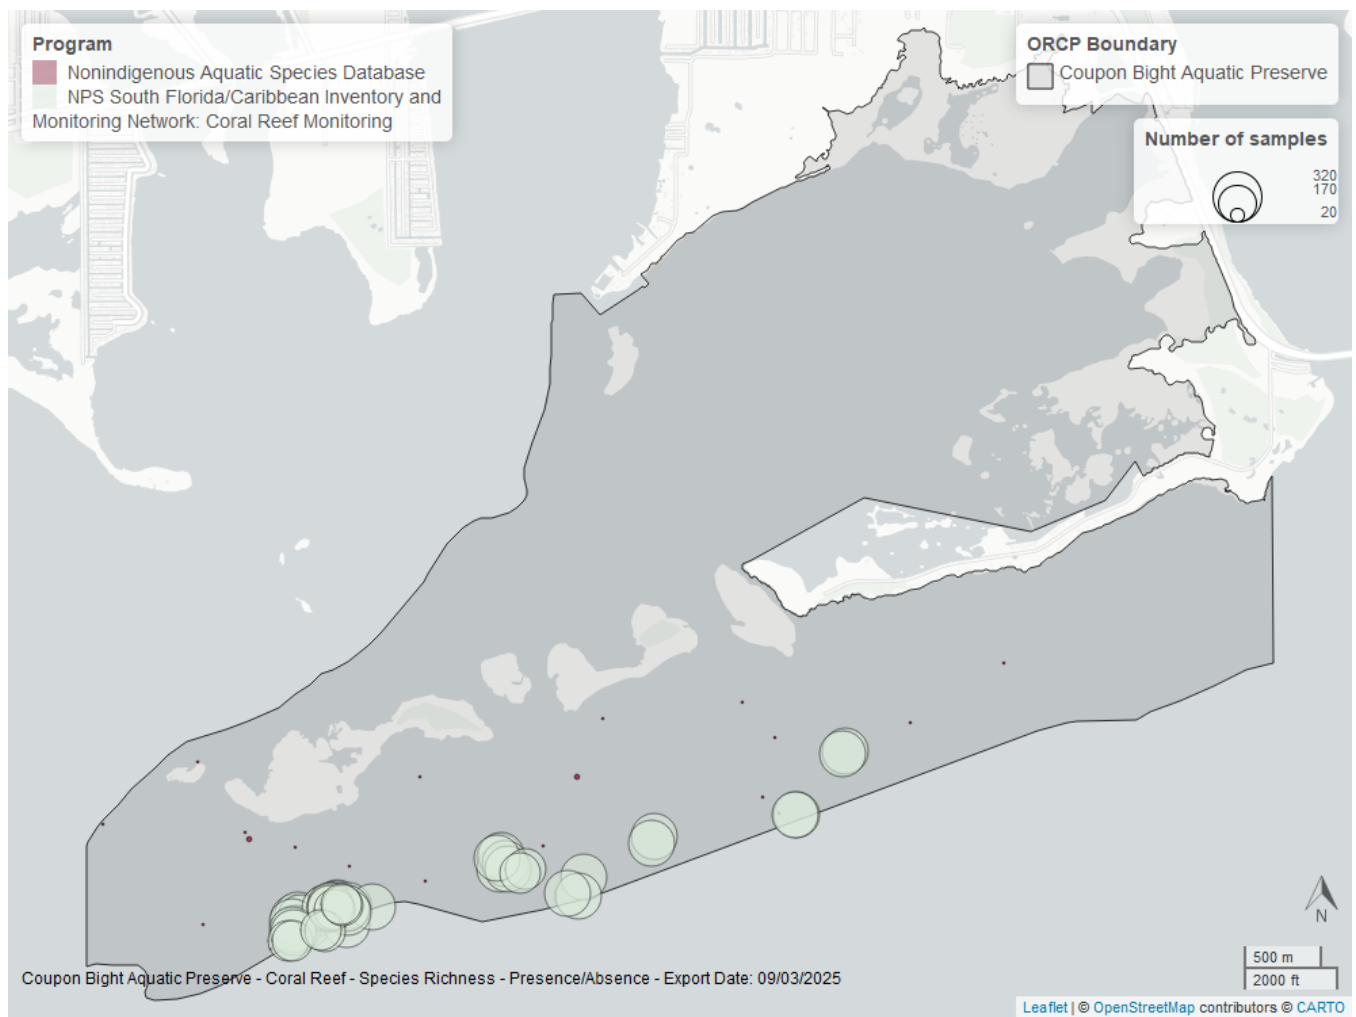 Program
Nonindigenous Aquatic Species Database
NPS South Florida/Caribbean Inventory and
Monitoring Network: Coral Reef Monitoring
ORCP Boundary
Coupon Bight Aquatic Preserve
Number of samples
320
170
20
N
500 m
2000 ft
Coupon Bight Aquatic Preserve - Coral Reef - Species Richness - Presence/Absence - Export Date: 09/03/2025
Leaflet | © OpenStreetMap contributors © CARTO